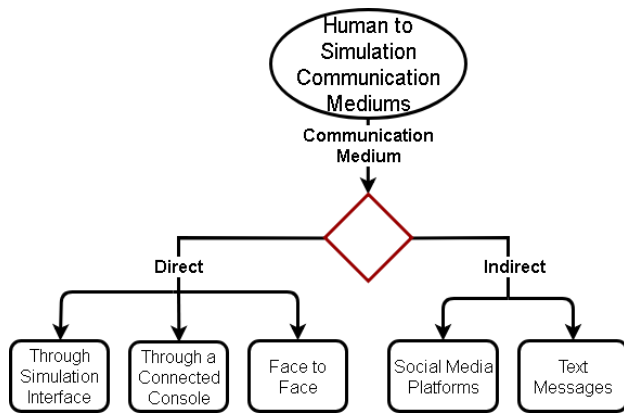 Human to
Simulation
Communication
Mediums
Communication
Medium
Direct
Indirect
Through
Simulation
Interface
Through a
Connected
Console
Face to
Face
Social Media
Platforms
Text
Messages